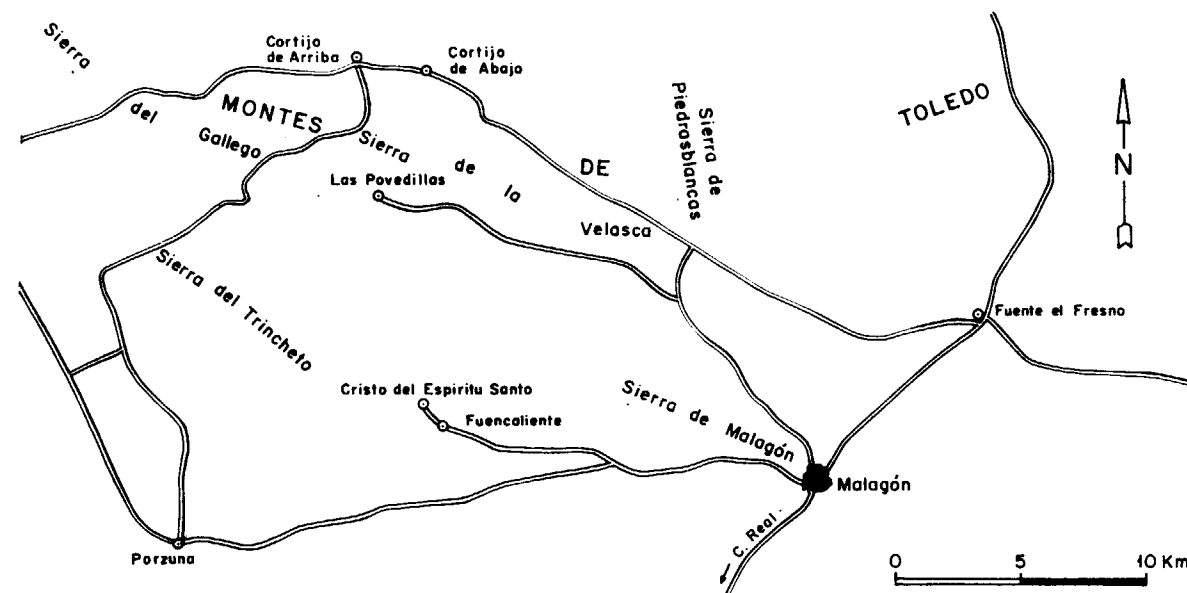 Sierra
del
Gallego
Cortijo
de Arriba
Cortijo
de Abajo
MONTES
DE
TOLEDO
Sierra de
Piedrasblancas
Sierra de la
Velasca
Las Povedillas
N
Sierra del Trincheto
Fuente el Fresno
Cristo del Espiritu Santo
Fuencaliente
Sierra de Malagón
Malagón
Porzuna
C. Real.
0 5 10 Km